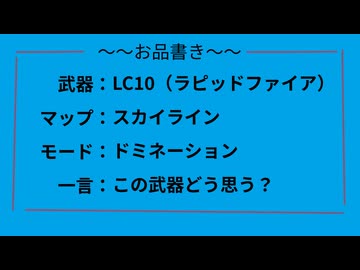 ～～お品書き～～
武器：LC10（ラピッドファイア）
マップ：スカイライン
モード：ドミネーション
一言：この武器どう思う？